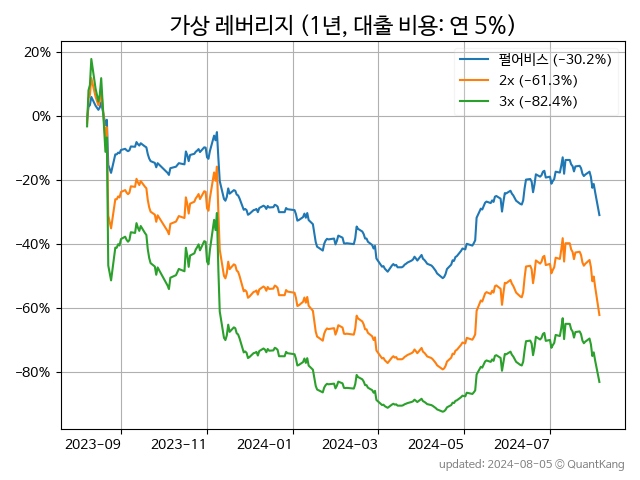 가상 레버리지 (1년, 대출 비용: 연 5%)
펄어비스 (−30.2%)
2x (−61.3%)
3x (−82.4%)
20%
0%
−20%
−40%
−60%
−80%
2023-09 2023-11 2024-01 2024-03 2024-05 2024-07
updated: 2024-08-05 © QuantKang